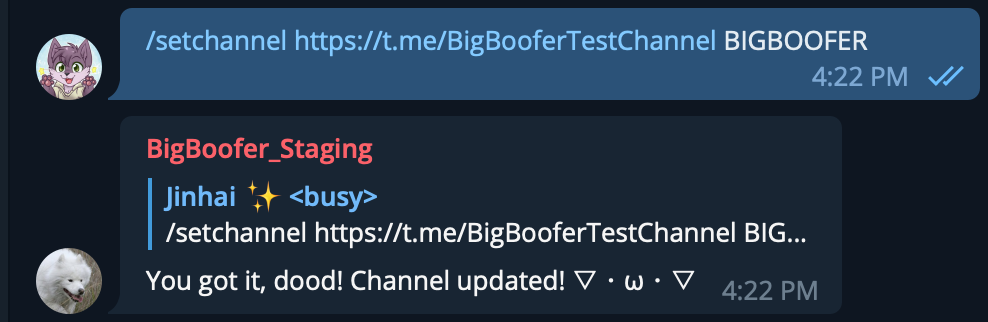 /setchannel https://t.me/BigBooferTestChannel BIGBOOFER
4:22 PM
BigBoofer_Staging
Jinhai ✨ <busy>
/setchannel https://t.me/BigBooferTestChannel BIG...
You got it, dood! Channel updated! ▽・ω・▽
4:22 PM